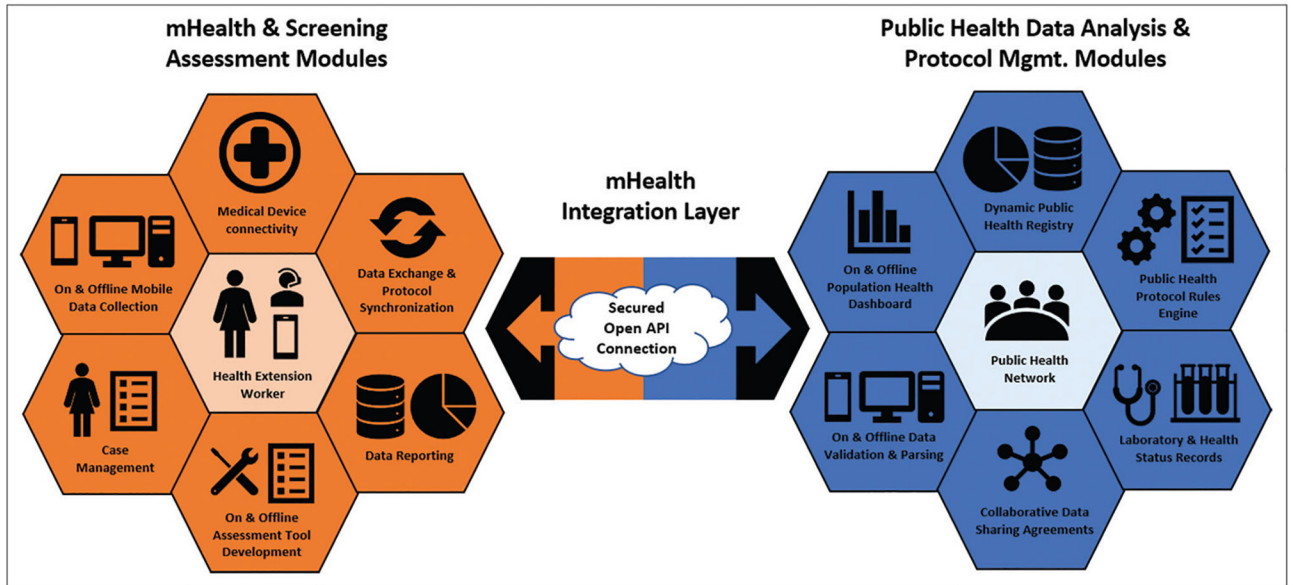 mHealth & Screening
Assessment Modules
Public Health Data Analysis &
Protocol Mgmt. Modules
mHealth
Integration Layer
Medical Device
connectivity
On & Offline Mobile
Data Collection
Data Exchange &
Protocol
Synchronization
Health Extension
Worker
Case
Management
Data Reporting
On & Offline
Assessment Tool
Development
Secured
Open API
Connection
Dynamic Public
Health Registry
On & Offline
Population Health
Dashboard
Public Health
Protocol Rules
Engine
Public Health
Network
On & Offline Data
Validation & Parsing
Laboratory & Health
Status Records
Collaborative Data
Sharing Agreements